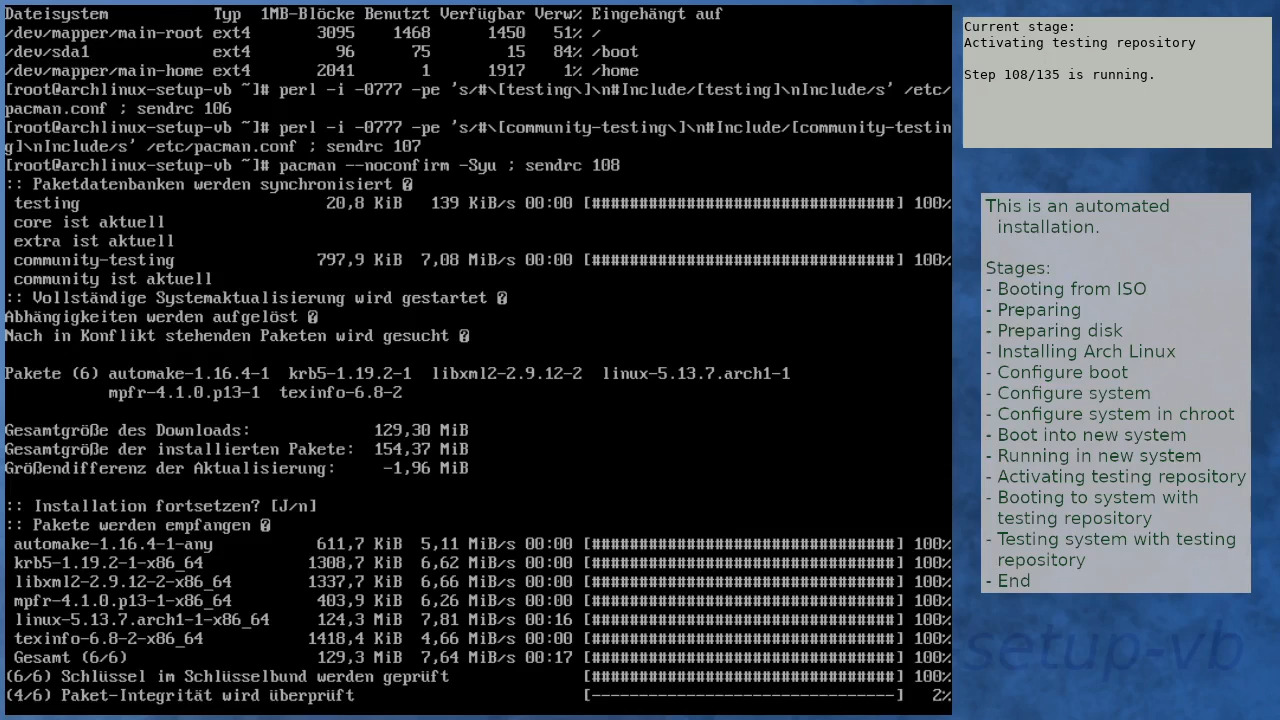 Dateisystem           Typ  1MB-Blöcke Benutzt Verfügbar Verw% Eingehängt auf
/dev/mapper/main-root ext4       3095    1468      1450   51% /
/dev/sda1             ext4         96      75        15   84% /boot
/dev/mapper/main-home ext4       2041       1      1917    1% /home
[root@archlinux-setup-vb ~]# perl -i -0777 -pe 's/#\[testing\]\n#Include/[testing]\nInclude/s' /etc/
pacman.conf ; sendrc 106
[root@archlinux-setup-vb ~]# perl -i -0777 -pe 's/#\[community-testing\]\n#Include/[community-testin
g]\nInclude/s' /etc/pacman.conf ; sendrc 107
[root@archlinux-setup-vb ~]# pacman --noconfirm -Syu ; sendrc 108
:: Paketdatenbanken werden synchronisiert �
 testing                          20,8 KiB   139 KiB/s 00:00 [################################] 100%
 core ist aktuell
 extra ist aktuell
 community-testing               797,9 KiB  7,08 MiB/s 00:00 [################################] 100%
 community ist aktuell
:: Vollständige Systemaktualisierung wird gestartet �
Abhängigkeiten werden aufgelöst �
Nach in Konflikt stehenden Paketen wird gesucht �
Pakete (6) automake-1.16.4-1  krb5-1.19.2-1  libxml2-2.9.12-2  linux-5.13.7.arch1-1
           mpfr-4.1.0.p13-1  texinfo-6.8-2
Gesamtgröße des Downloads:             129,30 MiB
Gesamtgröße der installierten Pakete:  154,37 MiB
Größendifferenz der Aktualisierung:     -1,96 MiB
:: Installation fortsetzen? [J/n]
:: Pakete werden empfangen �
 automake-1.16.4-1-any           611,7 KiB  5,11 MiB/s 00:00 [################################] 100%
 krb5-1.19.2-1-x86_64           1308,7 KiB  6,62 MiB/s 00:00 [################################] 100%
 libxml2-2.9.12-2-x86_64        1337,7 KiB  6,66 MiB/s 00:00 [################################] 100%
 mpfr-4.1.0.p13-1-x86_64         403,9 KiB  6,26 MiB/s 00:00 [################################] 100%
 linux-5.13.7.arch1-1-x86_64     124,3 MiB  7,81 MiB/s 00:16 [################################] 100%
 texinfo-6.8-2-x86_64           1418,4 KiB  4,66 MiB/s 00:00 [################################] 100%
 Gesamt (6/6)                    129,3 MiB  7,64 MiB/s 00:17 [################################] 100%
(6/6) Schlüssel im Schlüsselbund werden geprüft              [################################] 100%
(4/6) Paket-Integrität wird überprüft                        [--------------------------------]   2%
Current stage:
Activating testing repository
Step 108/135 is running.
This is an automated
installation.
Stages:
- Booting from ISO
- Preparing
- Preparing disk
- Installing Arch Linux
- Configure boot
- Configure system
- Configure system in chroot
- Boot into new system
- Running in new system
- Activating testing repository
- Booting to system with
testing repository
- Testing system with testing
repository
- End
setup-vb